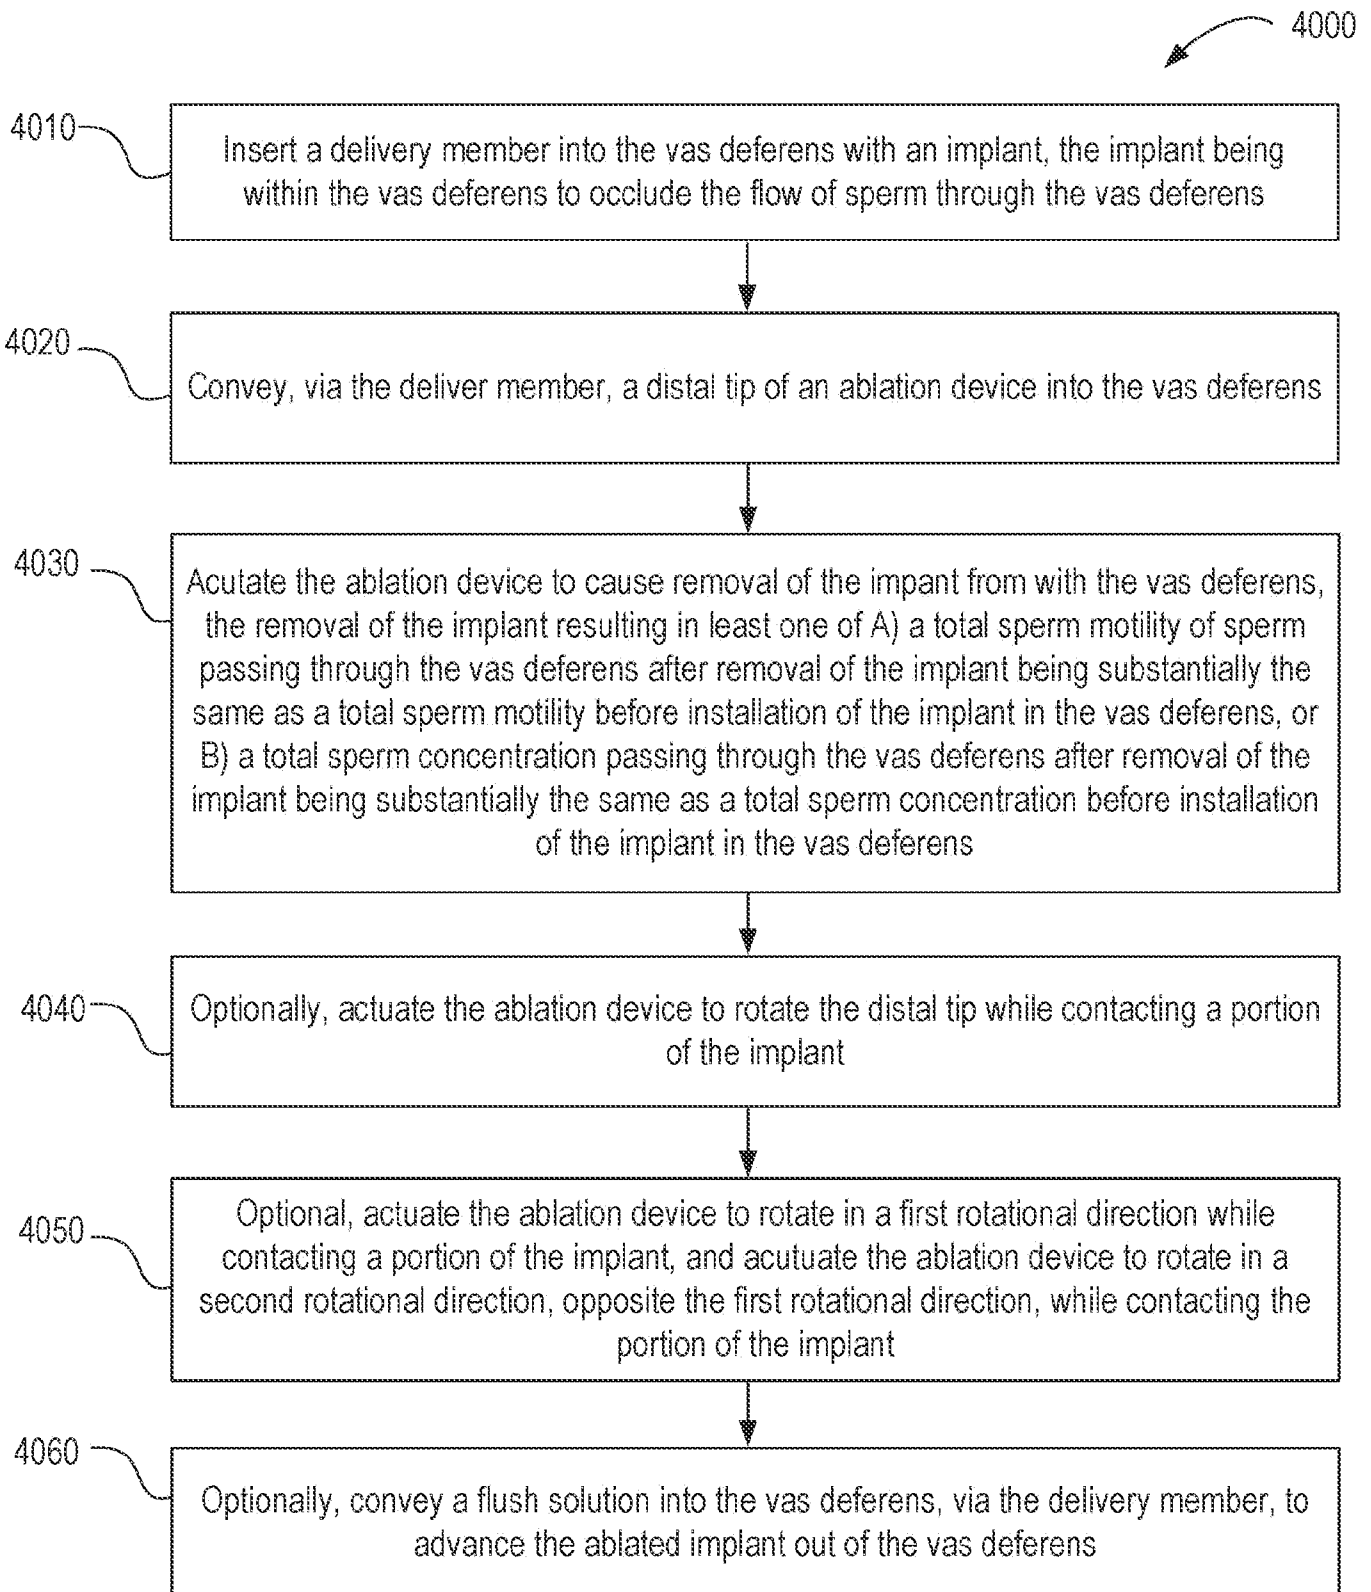 4000
4010
Insert a delivery member into the vas deferens with an implant, the implant being
within the vas deferens to occlude the flow of sperm through the vas deferens
4020
Convey, via the deliver member, a distal tip of an ablation device into the vas deferens
4030
Acutate the ablation device to cause removal of the impant from with the vas deferens,
the removal of the implant resulting in least one of A) a total sperm motility of sperm
passing through the vas deferens after removal of the implant being substantially the
same as a total sperm motility before installation of the implant in the vas deferens, or
B) a total sperm concentration passing through the vas deferens after removal of the
implant being substantially the same as a total sperm concentration before installation
of the implant in the vas deferens
4040
Optionally, actuate the ablation device to rotate the distal tip while contacting a portion
of the implant
4050
Optional, actuate the ablation device to rotate in a first rotational direction while
contacting a portion of the implant, and acutuate the ablation device to rotate in a
second rotational direction, opposite the first rotational direction, while contacting the
portion of the implant
4060
Optionally, convey a flush solution into the vas deferens, via the delivery member, to
advance the ablated implant out of the vas deferens